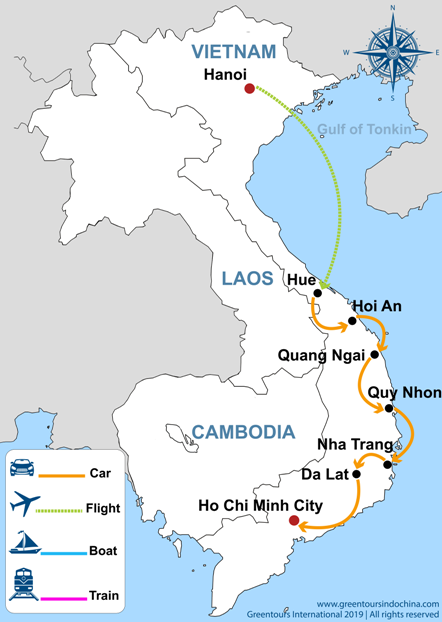 N
W
E
S
VIETNAM
Hanoi
Gulf of Tonkin
LAOS
Hue
Hoi An
Quang Ngai
Quy Nhon
CAMBODIA
Nha Trang
Da Lat
Ho Chi Minh City
Car
Flight
Boat
Train
www.greentoursindochina.com
Greentours International 2019 | All rights reserved